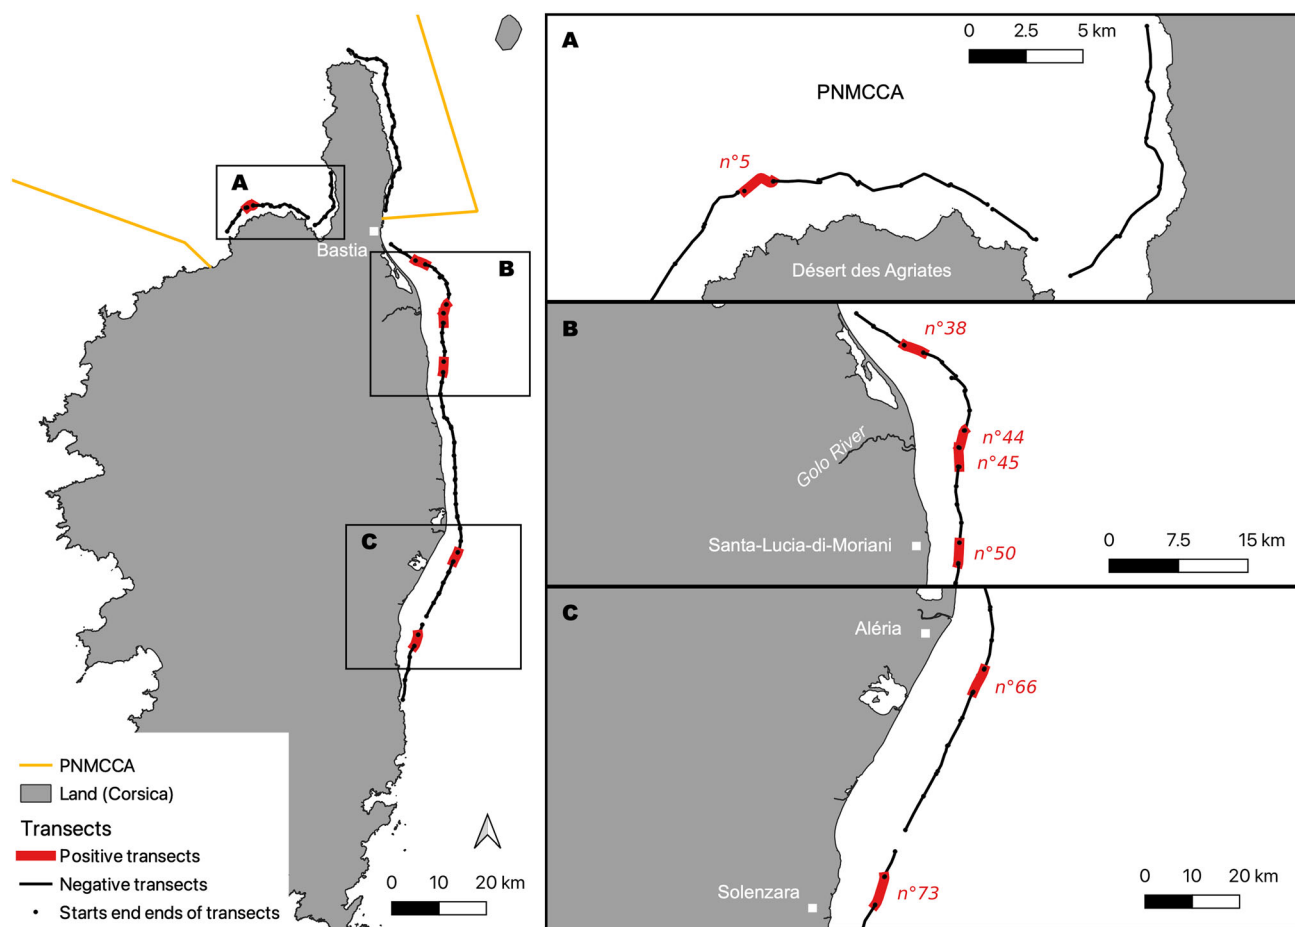 A
Bastia
B
C
PNMCCA
Land (Corsica)
Transects
Positive transects
Negative transects
Starts end ends of transects
0 10 20 km
A
0 2.5 5 km
PNMCCA
n°5
Désert des Agriates
B
n°38
n°44
n°45
Golo River
Santa-Lucia-di-Moriani
n°50
0 7.5 15 km
C
Aléria
n°66
Solenzara
n°73
0 10 20 km